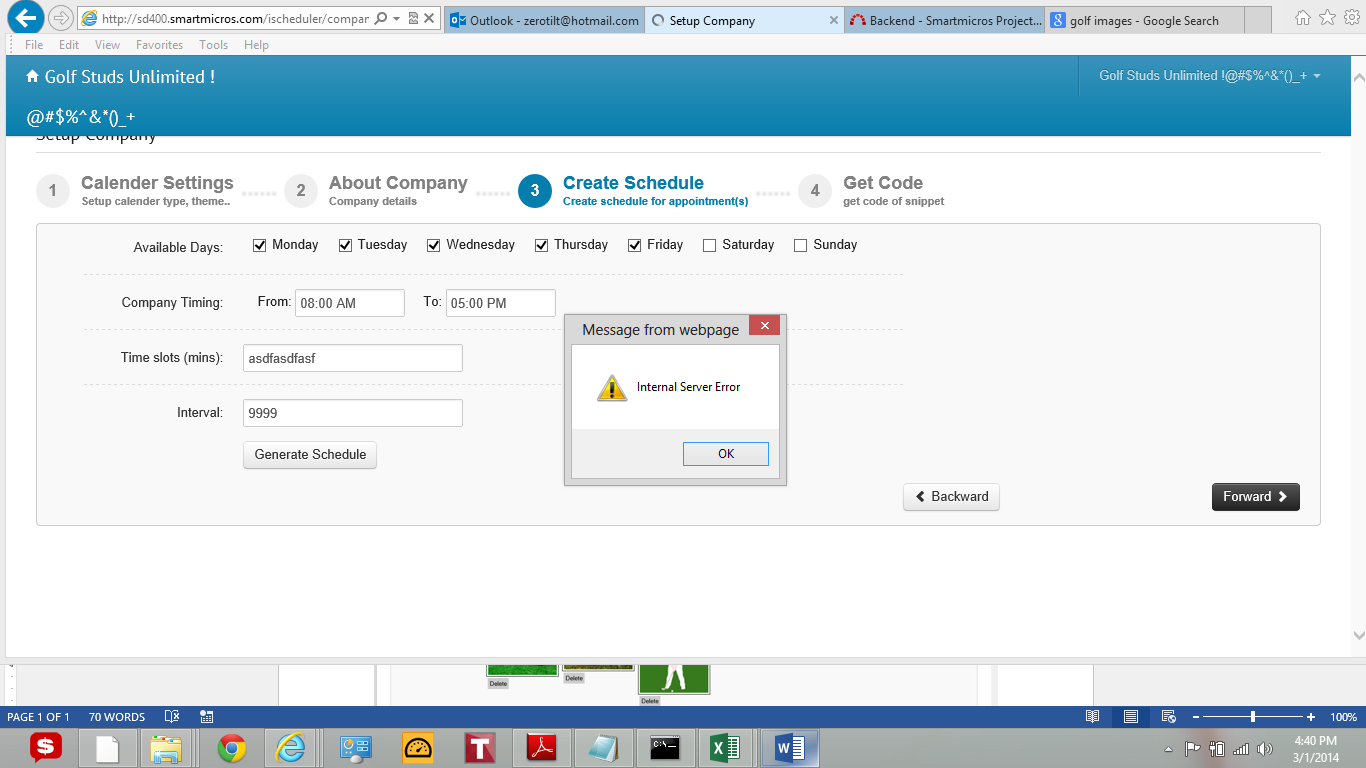 http://sd400.smartmicros.com/ischeduler/compar
Outlook - zerotilt@hotmail.com
Setup Company
Backend - Smartmicros Project...
golf images - Google Search
File Edit View Favorites Tools Help
Golf Studs Unlimited !
@#$%^&*()_+
Golf Studs Unlimited !@#$%^&*()_+
Setup Company
1 Calender Settings
Setup calender type, theme..
2 About Company
Company details
3 Create Schedule
Create schedule for appointment(s)
4 Get Code
get code of snippet
Available Days: Monday Tuesday Wednesday Thursday Friday Saturday Sunday
Company Timing: From: 08:00 AM To: 05:00 PM
Time slots (mins): asdfasdfasf
Interval: 9999
Generate Schedule
Message from webpage
Internal Server Error
OK
Backward
Forward
Delete
Delete
Delete
PAGE 1 OF 1 70 WORDS
100%
4:40 PM
3/1/2014